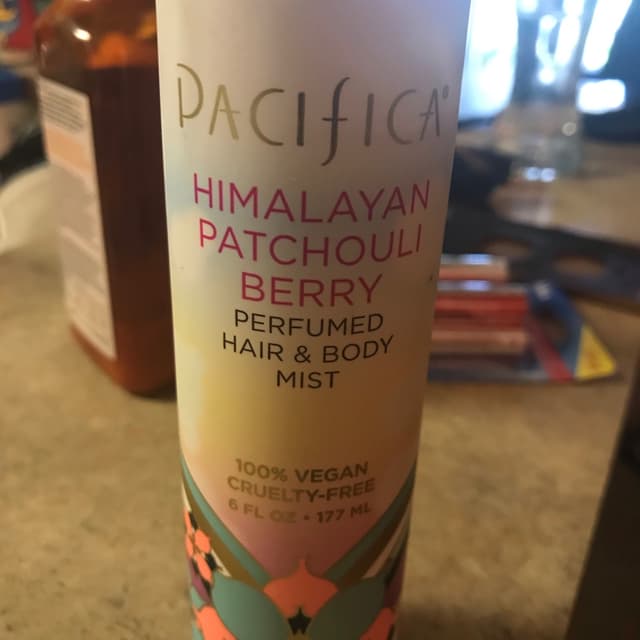 PACIFICA®
HIMALAYAN
PATCHOULI
BERRY
PERFUMED
HAIR & BODY
MIST
100% VEGAN
CRUELTY-FREE
6 FL OZ • 177 ML